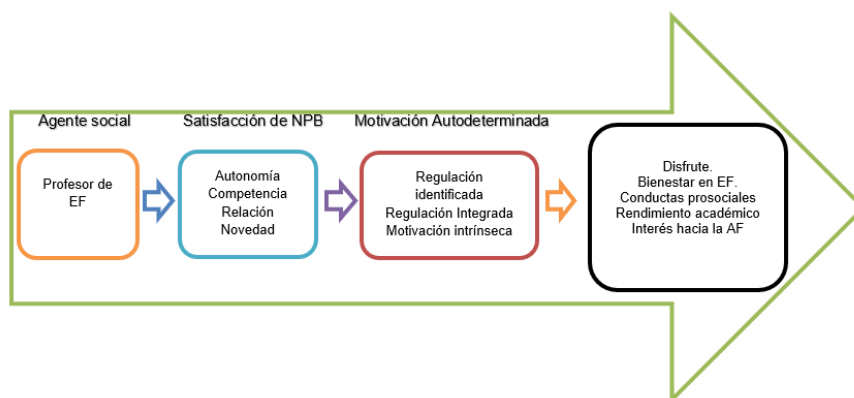 Agente social
Profesor de
EF
Satisfacción de NPB
Autonomía
Competencia
Relación
Novedad
Motivación Autodeterminada
Regulación
identificada
Regulación Integrada
Motivación intrínseca
Disfrute.
Bienestar en EF.
Conductas prosociales
Rendimiento académico
Interés hacia la AF